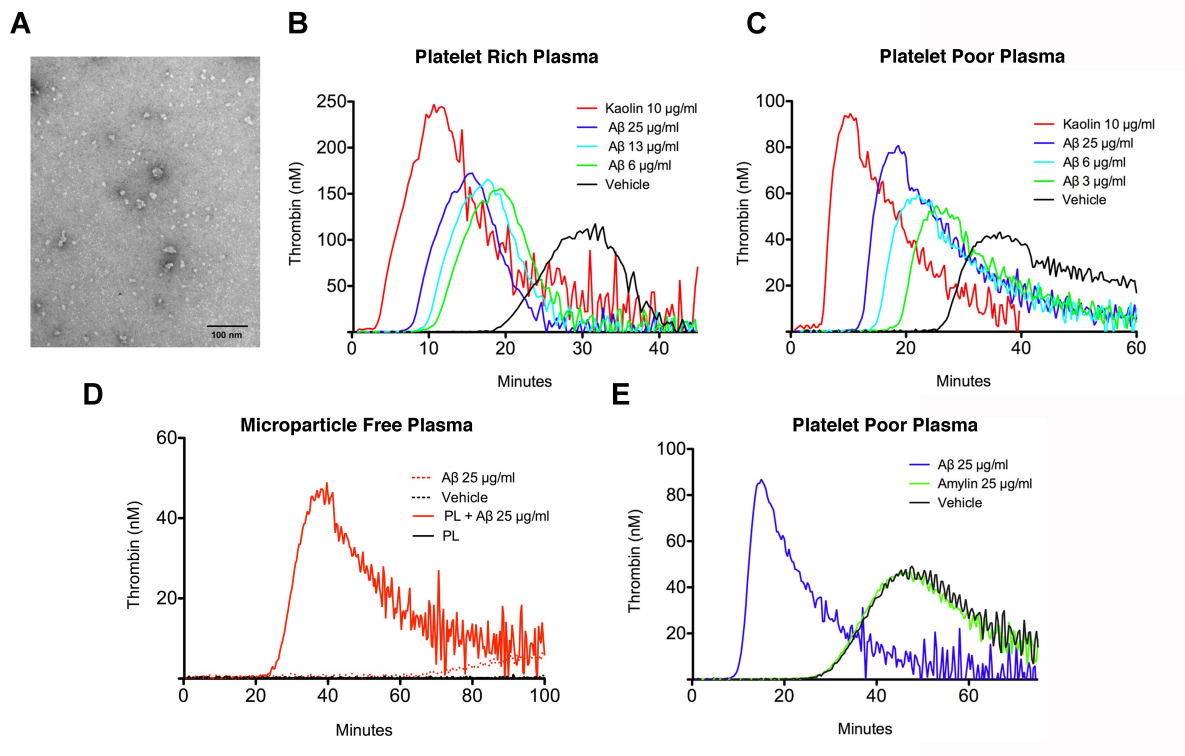 A
100 nm
B
Platelet Rich Plasma
Thrombin (nM)
250
200
150
100
50
0
10
20
30
40
Minutes
Kaolin 10 µg/ml
Aβ 25 µg/ml
Aβ 13 µg/ml
Aβ 6 µg/ml
Vehicle
C
Platelet Poor Plasma
Thrombin (nM)
100
80
60
40
20
0
20
40
60
Minutes
Kaolin 10 µg/ml
Aβ 25 µg/ml
Aβ 6 µg/ml
Aβ 3 µg/ml
Vehicle
D
Microparticle Free Plasma
Thrombin (nM)
60
40
20
0
20
40
60
80
100
Minutes
Aβ 25 µg/ml
Vehicle
PL + Aβ 25 µg/ml
PL
E
Platelet Poor Plasma
Thrombin (nM)
100
80
60
40
20
0
20
40
60
Minutes
Aβ 25 µg/ml
Amylin 25 µg/ml
Vehicle